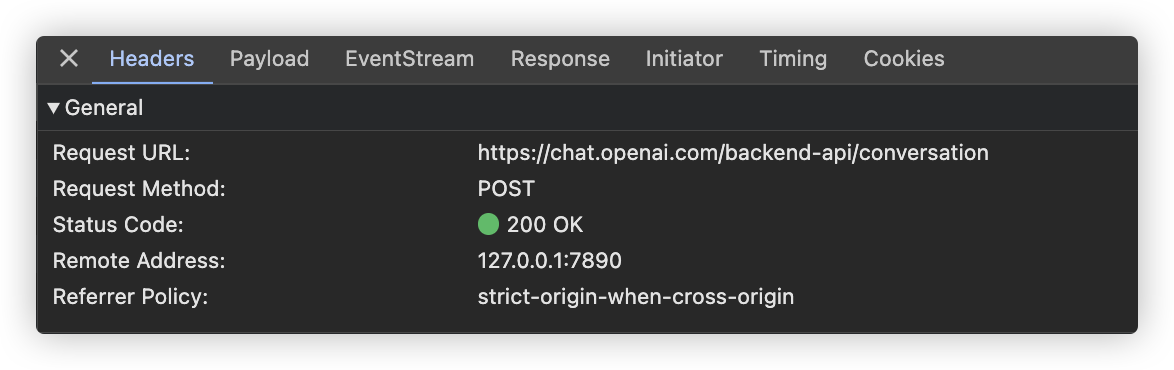 Headers Payload EventStream Response Initiator Timing Cookies
General
Request URL: https://chat.openai.com/backend-api/conversation
Request Method: POST
Status Code: 200 OK
Remote Address: 127.0.0.1:7890
Referrer Policy: strict-origin-when-cross-origin